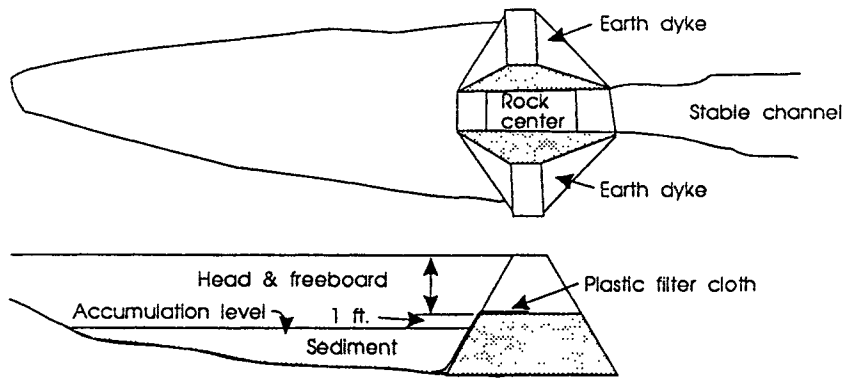 Earth dyke
Rock
center
Stable channel
Earth dyke
Head & freeboard
Plastic filter cloth
Accumulation level
1 ft.
Sediment